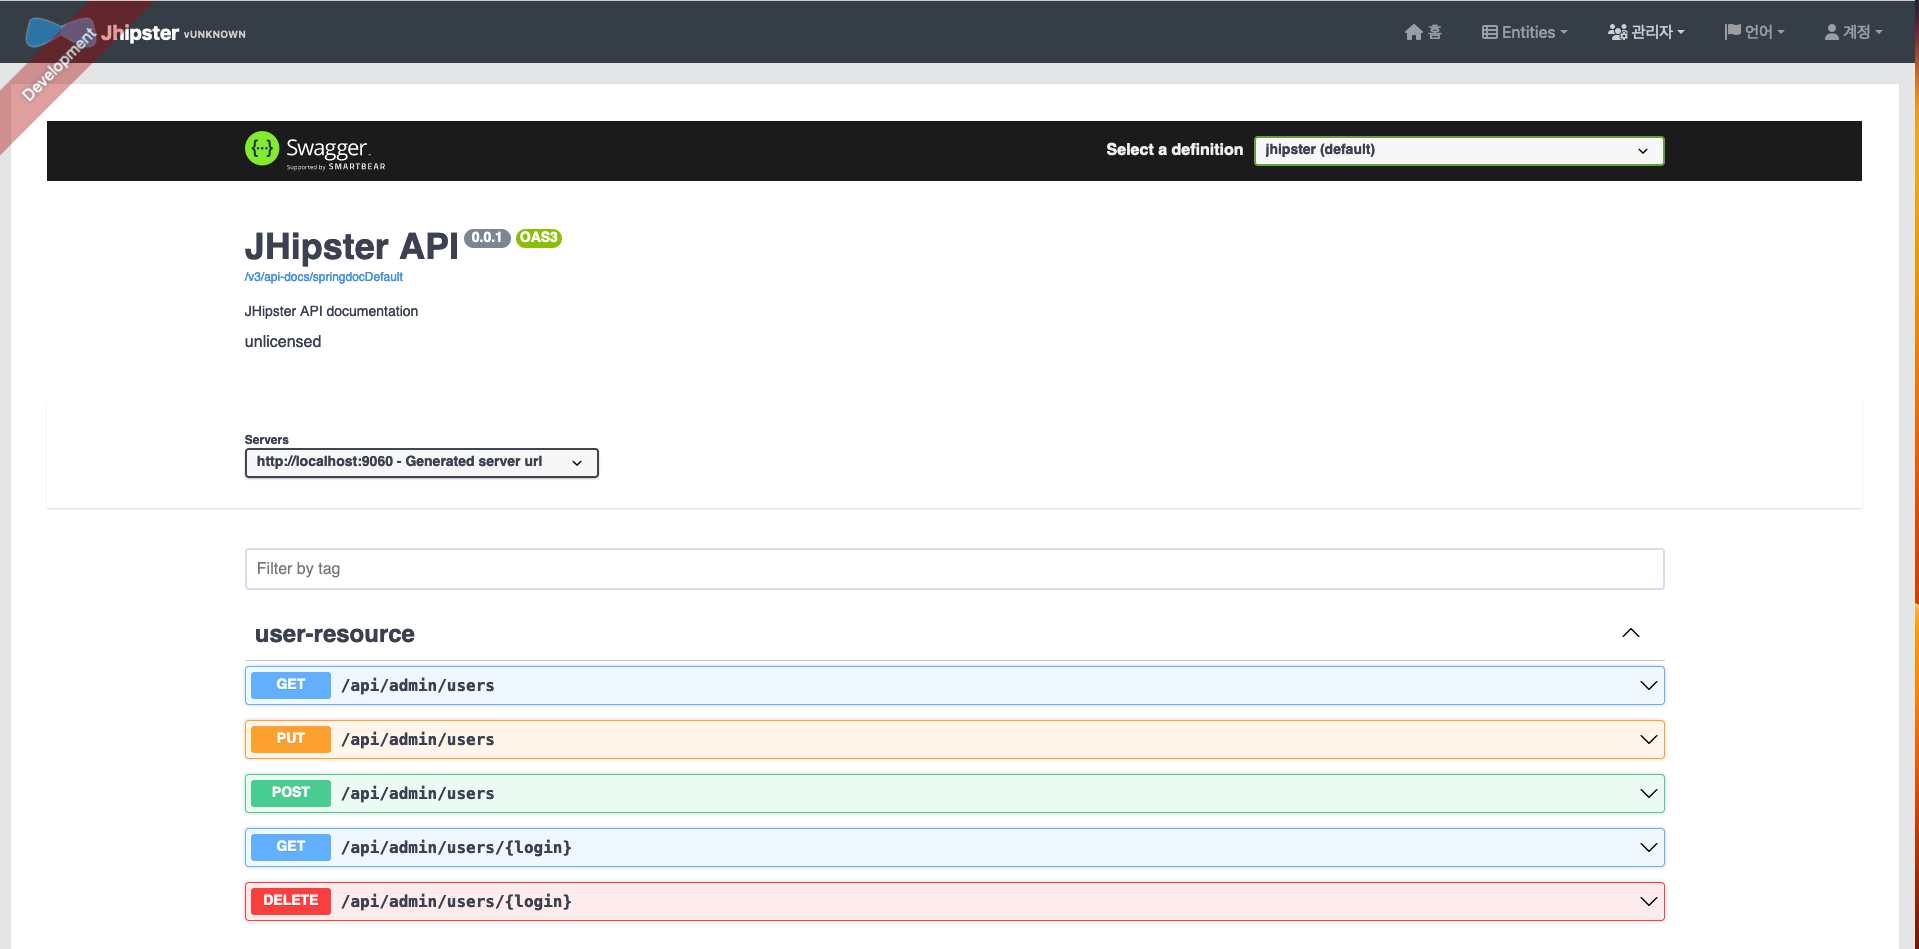 Jhipster vUNKNOWN
홈
Entities
관리자
언어
계정
Development
Swagger
Supported by SMARTBEAR
Select a definition
jhipster (default)
JHipster API 0.0.1 OAS3
/v3/api-docs/springdocDefault
JHipster API documentation
unlicensed
Servers
http://localhost:9060 - Generated server url
Filter by tag
user-resource
GET /api/admin/users
PUT /api/admin/users
POST /api/admin/users
GET /api/admin/users/{login}
DELETE /api/admin/users/{login}